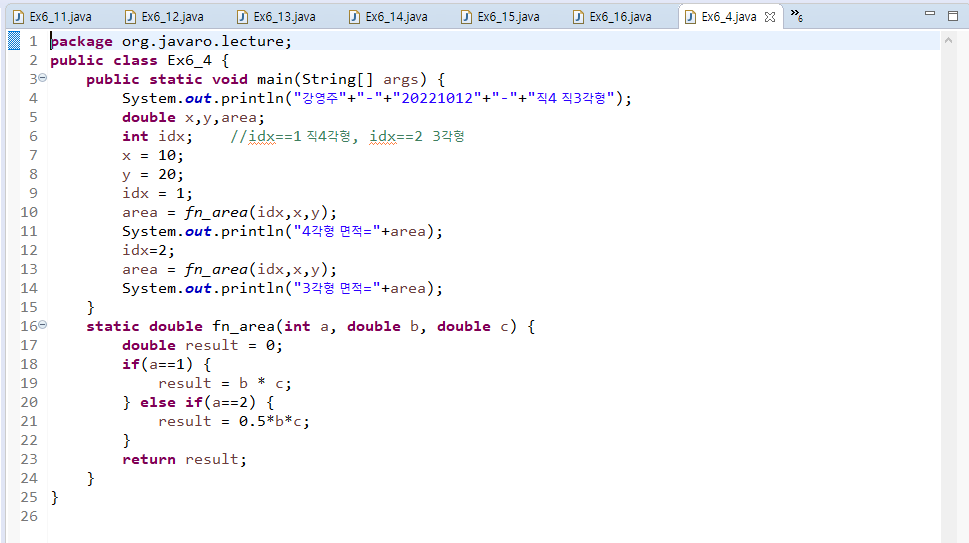 Ex6_11.java Ex6_12.java Ex6_13.java Ex6_14.java Ex6_15.java Ex6_16.java Ex6_4.java »6
1 package org.javaro.lecture;
2 public class Ex6_4 {
3 public static void main(String[] args) {
4 System.out.println("강영주"+"-"+"20221012"+"-"+"직4 직3각형");
5 double x,y,area;
6 int idx; //idx==1 직4각형, idx==2 3각형
7 x = 10;
8 y = 20;
9 idx = 1;
10 area = fn_area(idx,x,y);
11 System.out.println("4각형 면적="+area);
12 idx=2;
13 area = fn_area(idx,x,y);
14 System.out.println("3각형 면적="+area);
15 }
16 static double fn_area(int a, double b, double c) {
17 double result = 0;
18 if(a==1) {
19 result = b * c;
20 } else if(a==2) {
21 result = 0.5*b*c;
22 }
23 return result;
24 }
25 }
26